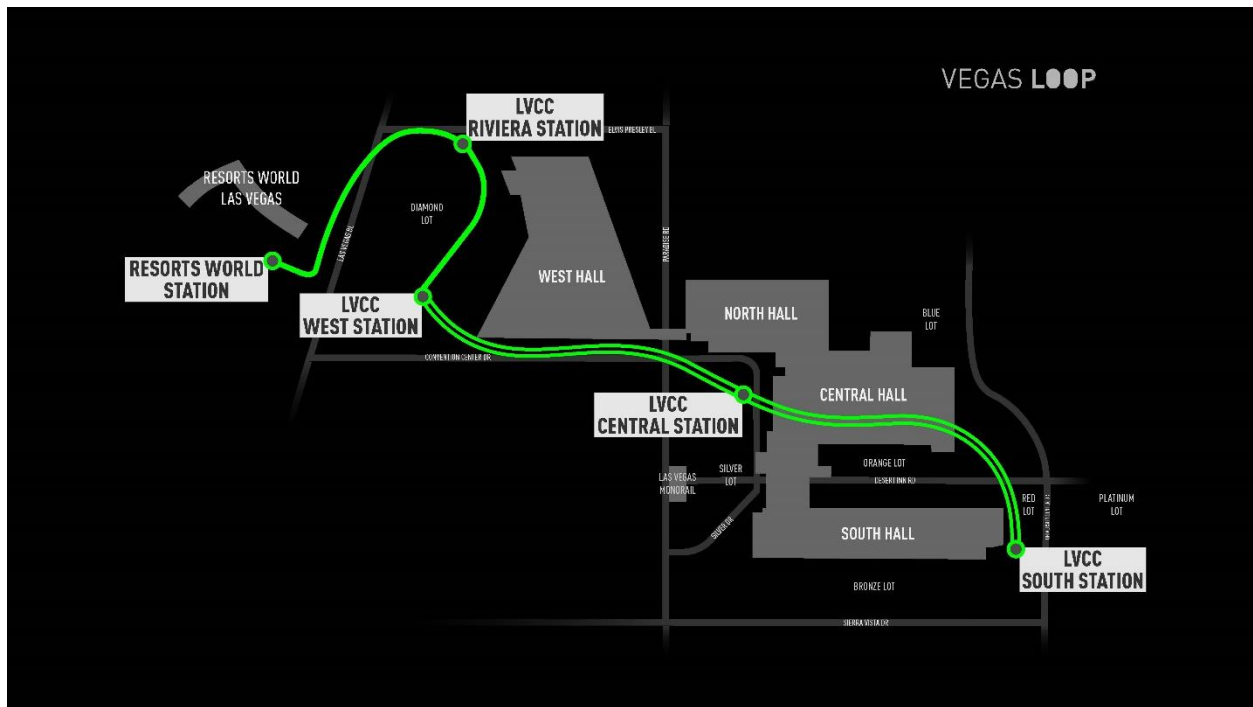 VEGAS LOOP
LVCC
RIVIERA STATION
ELVIS PRESLEY BL
RESORTS WORLD
LAS VEGAS
DIAMOND
LOT
LAS VEGAS BL
PARADISE RD
RESORTS WORLD
STATION
WEST HALL
LVCC
WEST STATION
NORTH HALL
BLUE
LOT
CONVENTION CENTER DR
LVCC
CENTRAL STATION
CENTRAL HALL
ORANGE LOT
LAS VEGAS
MONORAIL
SILVER
LOT
DESERT INN RD
RED
LOT
PLATINUM
LOT
SILVER DR
SOUTH HALL
LVCC
SOUTH STATION
BRONZE LOT
SIERRA VISTA DR